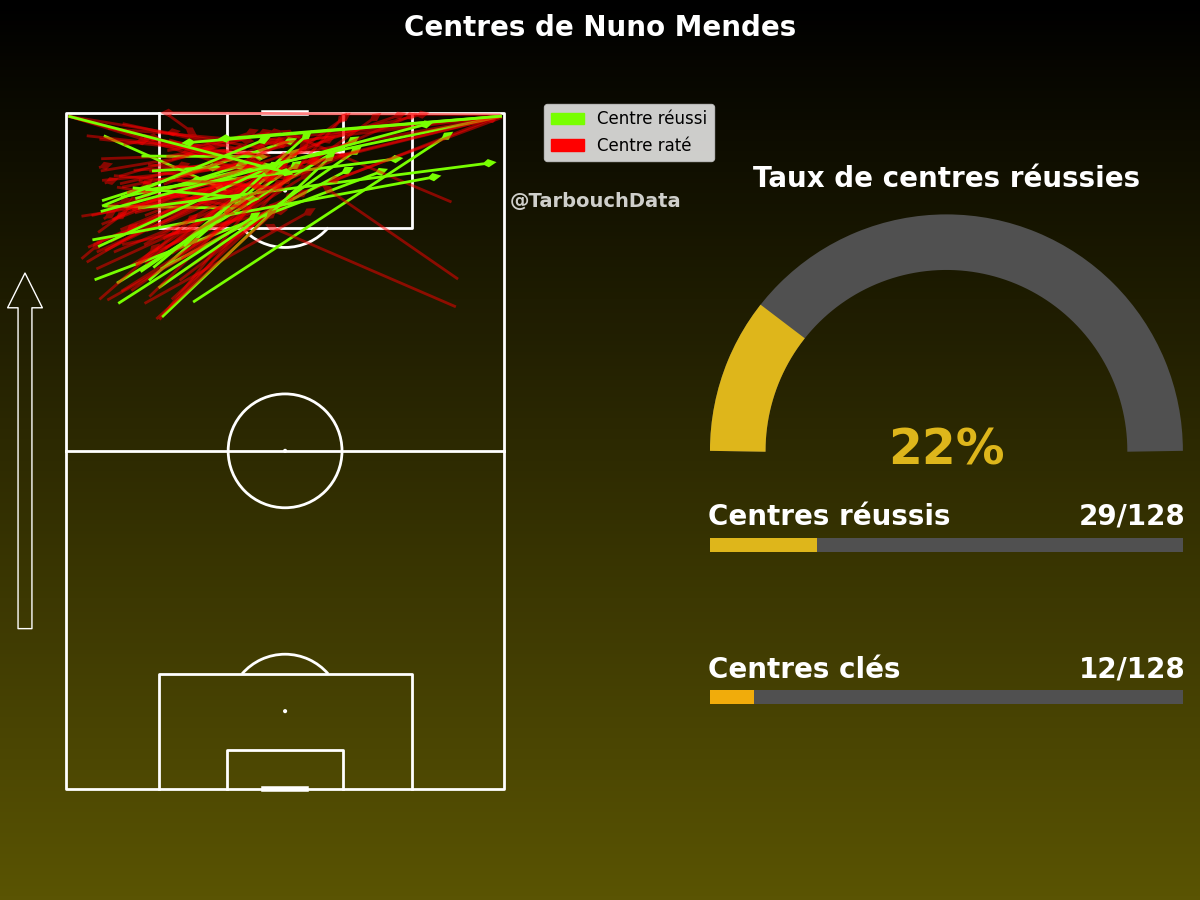 Centres de Nuno Mendes
Centre réussi
Centre raté
@TarbouchData
Taux de centres réussies
22%
Centres réussis 29/128
Centres clés 12/128